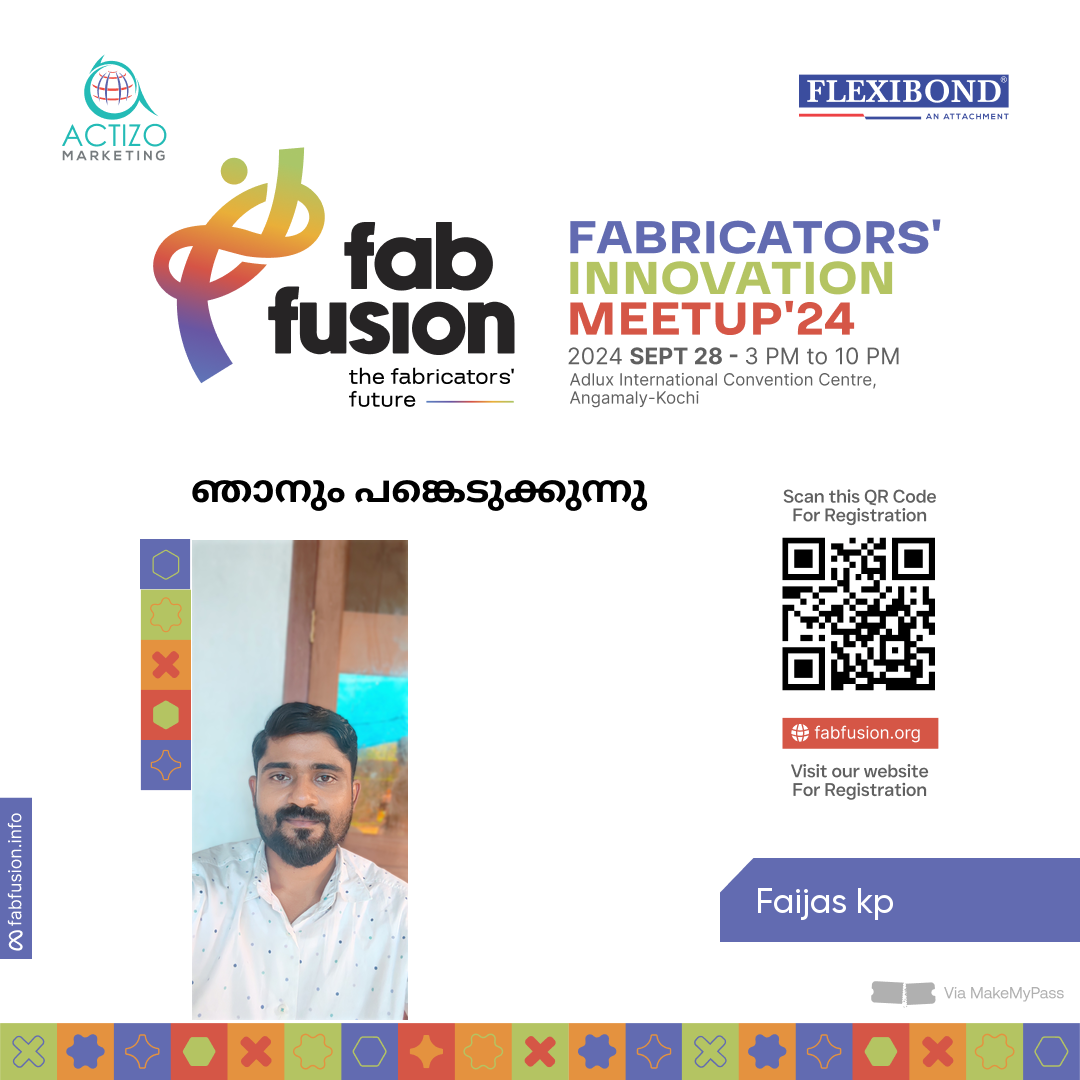 ACTIZO
MARKETING
FLEXIBOND®
AN ATTACHMENT
fab
fusion
the fabricators'
future
FABRICATORS'
INNOVATION
MEETUP'24
2024 SEPT 28 - 3 PM to 10 PM
Adlux International Convention Centre,
Angamaly-Kochi
ഞാനും പങ്കെടുക്കുന്നു
Scan this QR Code
For Registration
fabfusion.org
Visit our website
For Registration
fabfusion.info
Faijas kp
Via MakeMyPass